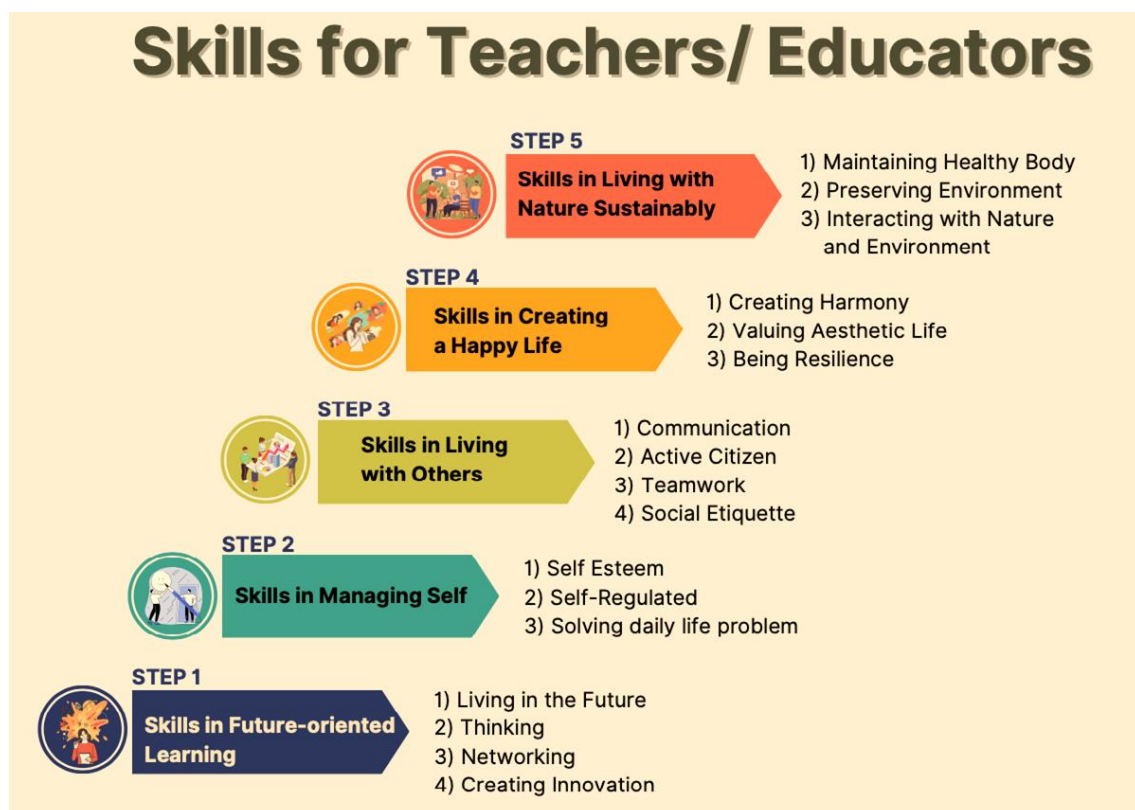 Skills for Teachers/ Educators
STEP 5
Skills in Living with
Nature Sustainably
1) Maintaining Healthy Body
2) Preserving Environment
3) Interacting with Nature
and Environment
STEP 4
Skills in Creating
a Happy Life
1) Creating Harmony
2) Valuing Aesthetic Life
3) Being Resilience
STEP 3
Skills in Living
with Others
1) Communication
2) Active Citizen
3) Teamwork
4) Social Etiquette
STEP 2
Skills in Managing Self
1) Self Esteem
2) Self-Regulated
3) Solving daily life problem
STEP 1
Skills in Future-oriented
Learning
1) Living in the Future
2) Thinking
3) Networking
4) Creating Innovation